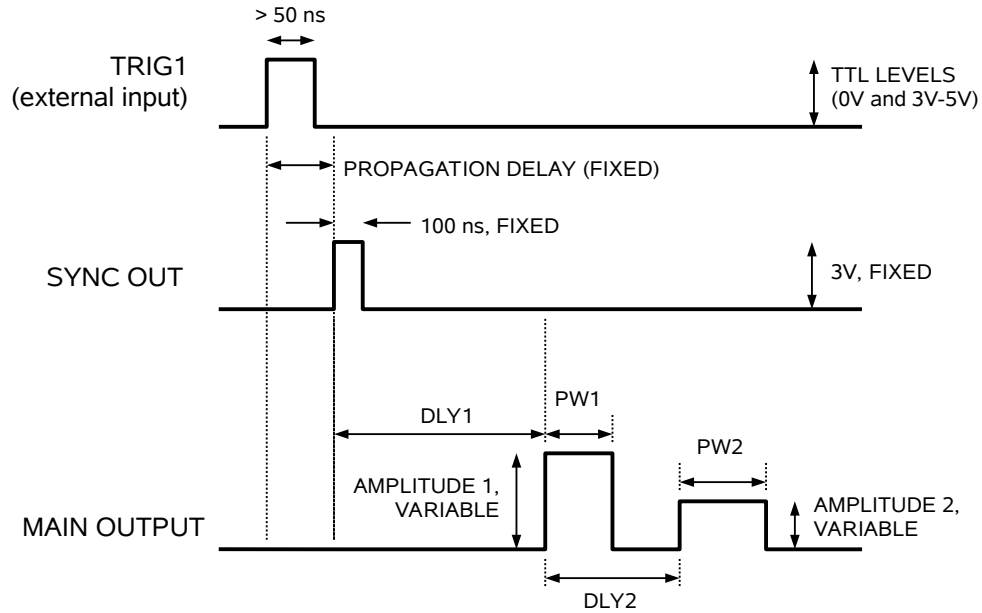 > 50 ns
TRIG1
(external input)
TTL LEVELS
(0V and 3V-5V)
PROPAGATION DELAY (FIXED)
100 ns, FIXED
SYNC OUT
3V, FIXED
DLY1
PW1
PW2
AMPLITUDE 1,
VARIABLE
AMPLITUDE 2,
VARIABLE
MAIN OUTPUT
DLY2